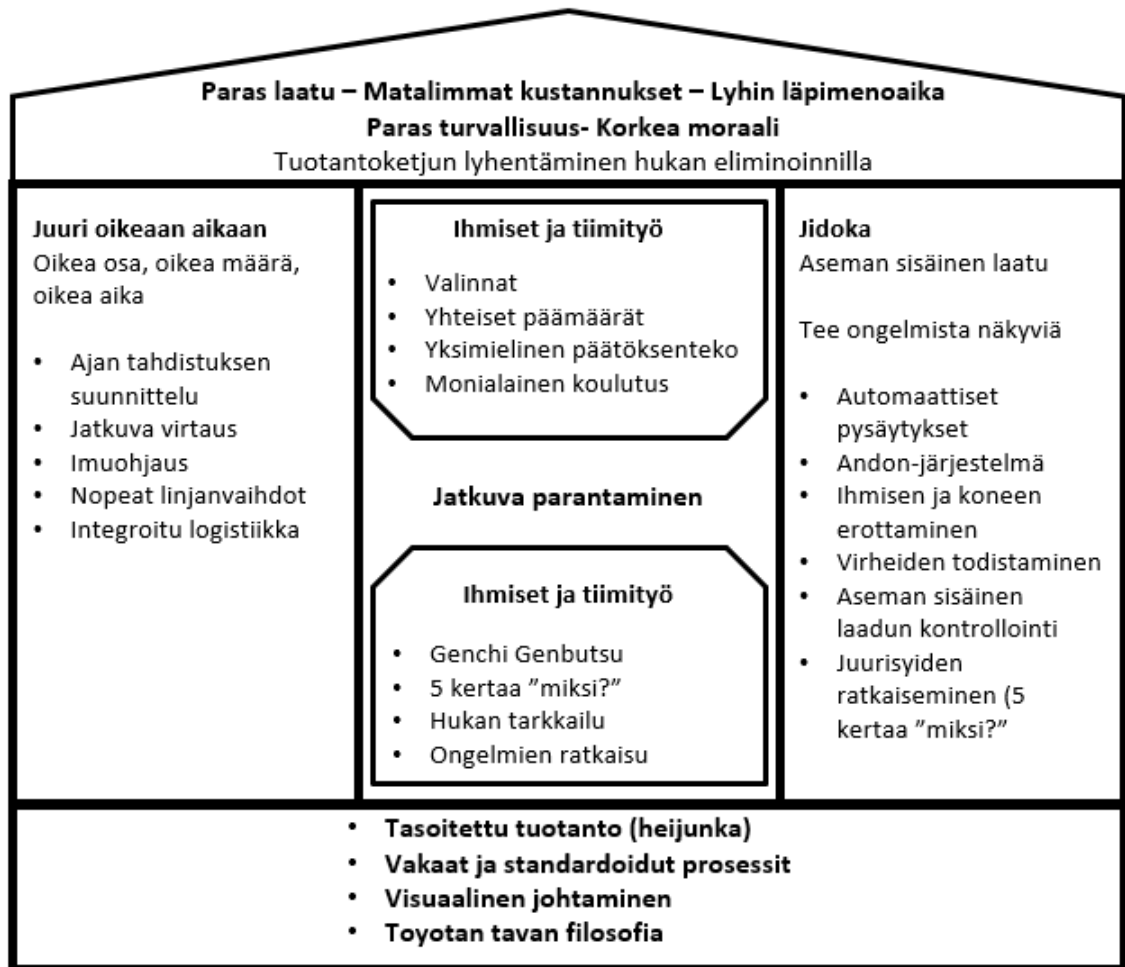 Paras laatu – Matalimmat kustannukset – Lyhin läpimenoaika
Paras turvallisuus- Korkea moraali
Tuotantoketjun lyhentäminen hukan eliminoinnilla
Juuri oikeaan aikaan
Oikea osa, oikea määrä,
oikea aika
• Ajan tahdistuksen
suunnittelu
• Jatkuva virtaus
• Imuohjaus
• Nopeat linjanvaihdot
• Integroitu logistiikka
Ihmiset ja tiimityö
• Valinnat
• Yhteiset päämäärät
• Yksimielinen päätöksenteko
• Monialainen koulutus
Jatkuva parantaminen
Ihmiset ja tiimityö
• Genchi Genbutsu
• 5 kertaa ”miksi?”
• Hukan tarkkailu
• Ongelmien ratkaisu
Jidoka
Aseman sisäinen laatu
Tee ongelmista näkyviä
• Automaattiset
pysäytykset
• Andon-järjestelmä
• Ihmisen ja koneen
erottaminen
• Virheiden todistaminen
• Aseman sisäinen
laadun kontrollointi
• Juurisyiden
ratkaiseminen (5
kertaa ”miksi?”
• Tasoitettu tuotanto (heijunka)
• Vakaat ja standardoidut prosessit
• Visuaalinen johtaminen
• Toyotan tavan filosofia